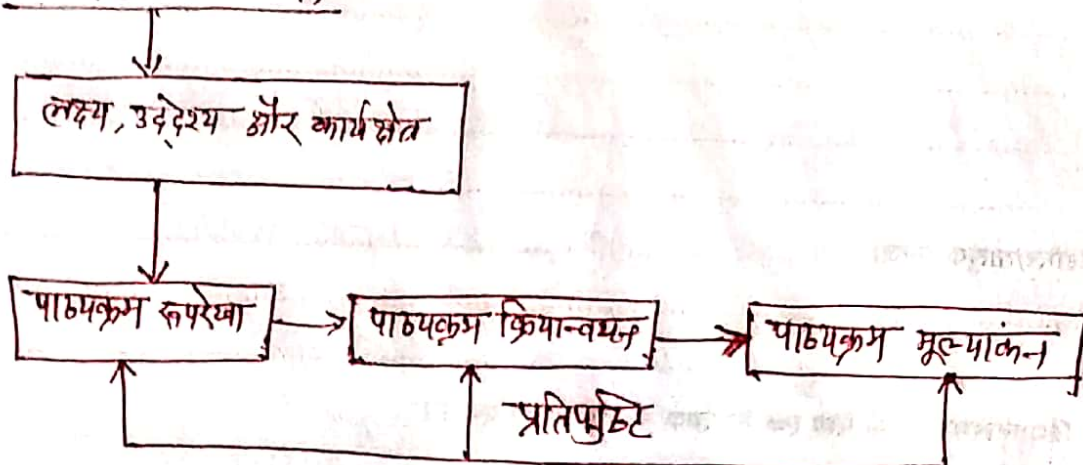 लक्ष्य, उद्देश्य और कार्यक्षेत्र
पाठ्यक्रम रूपरेखा
पाठ्यक्रम क्रियान्वयन
पाठ्यक्रम मूल्यांकन
प्रतिपुष्टि